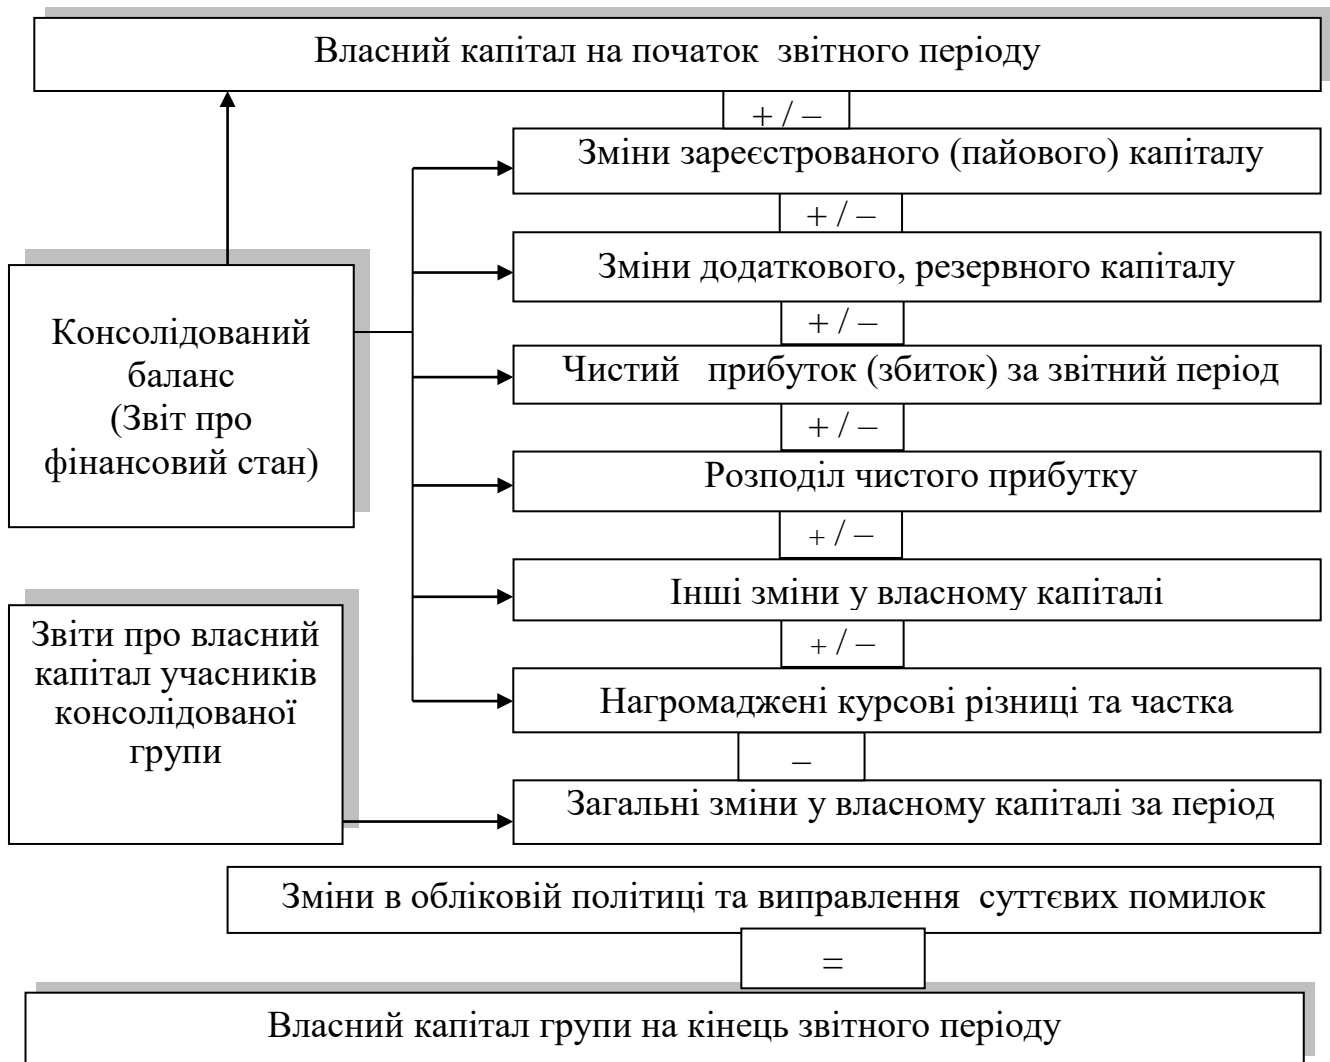 Власний капітал на початок звітного періоду
+ / –
Зміни зареєстрованого (пайового) капіталу
+ / –
Зміни додаткового, резервного капіталу
+ / –
Чистий прибуток (збиток) за звітний період
+ / –
Розподіл чистого прибутку
+ / –
Інші зміни у власному капіталі
+ / –
Нагромаджені курсові різниці та частка
–
Загальні зміни у власному капіталі за період
Консолідований
баланс
(Звіт про
фінансовий стан)
Звіти про власний
капітал учасників
консолідованої
групи
Зміни в обліковій політиці та виправлення суттєвих помилок
=
Власний капітал групи на кінець звітного періоду